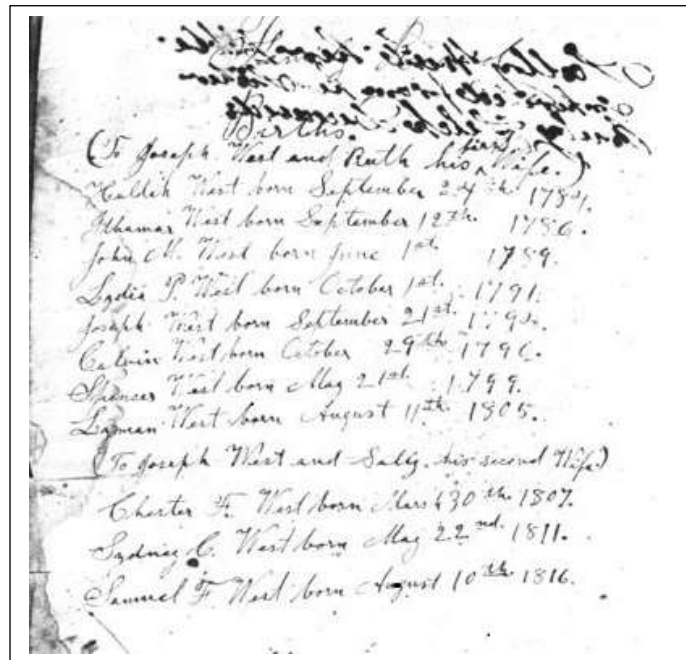 Births.
(To Joseph West and Ruth his first Wife.)
West born September 24th 1784.
Ithamar West born September 12th. 1786.
John M. West born June 1st. 1789.
Lydia P. West born October 1st. 1791.
Joseph West born September 21st.
Calvin West born October 29th 1796.
Spencer West born May 21st. 1799.
Lyman West born August 11th. 1805.
(To Joseph West and Sally his second Wife.)
Chester F. West born March 30th. 1807.
Sydney C. West born May 22nd. 1811.
Samuel F. West born August 10th. 1816.